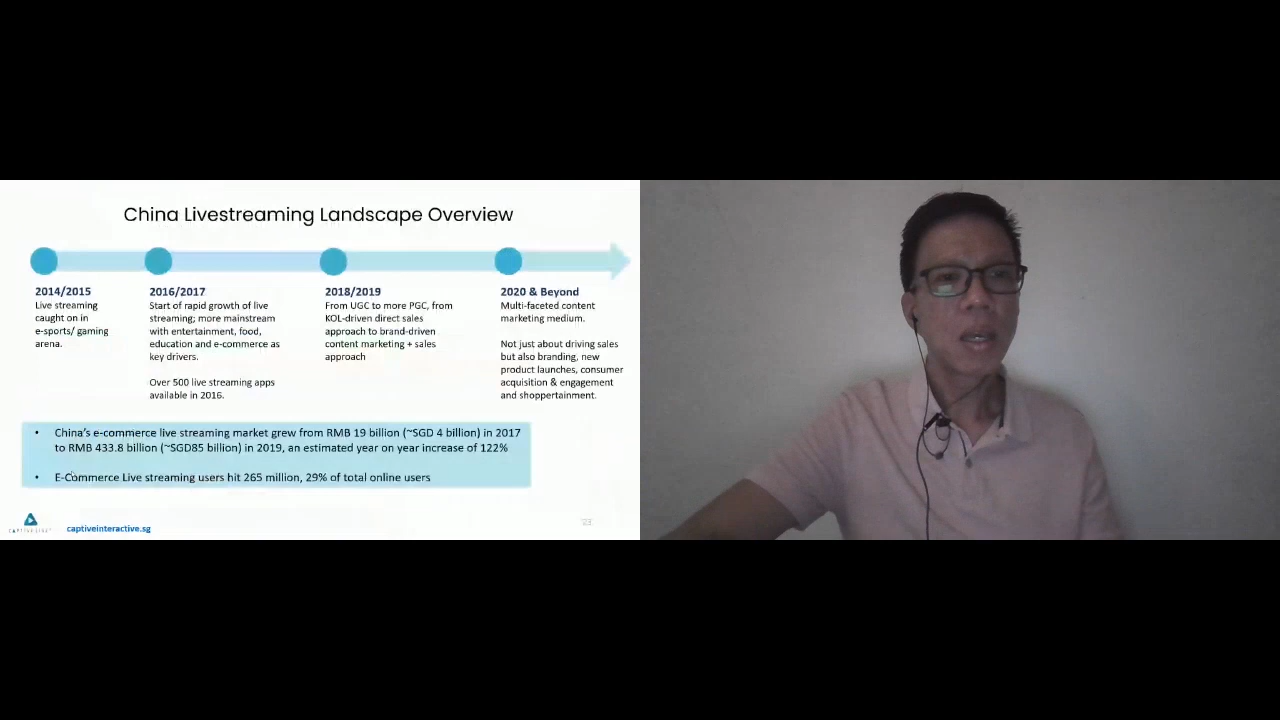 China Livestreaming Landscape Overview
2014/2015
Live streaming
caught on in
e-sports/ gaming
arena.
2016/2017
Start of rapid growth of live
streaming; more mainstream
with entertainment, food,
education and e-commerce as
key drivers.
Over 500 live streaming apps
available in 2016.
2018/2019
From UGC to more PGC, from
KOL-driven direct sales
approach to brand-driven
content marketing + sales
approach
2020 & Beyond
Multi-faceted content
marketing medium.
Not just about driving sales
but also branding, new
product launches, consumer
acquisition & engagement
and shoppertainment.
• China's e-commerce live streaming market grew from RMB 19 billion (~SGD 4 billion) in 2017
to RMB 433.8 billion (~SGD85 billion) in 2019, an estimated year on year increase of 122%
• E-Commerce Live streaming users hit 265 million, 29% of total online users
captiveinteractive.sg
23